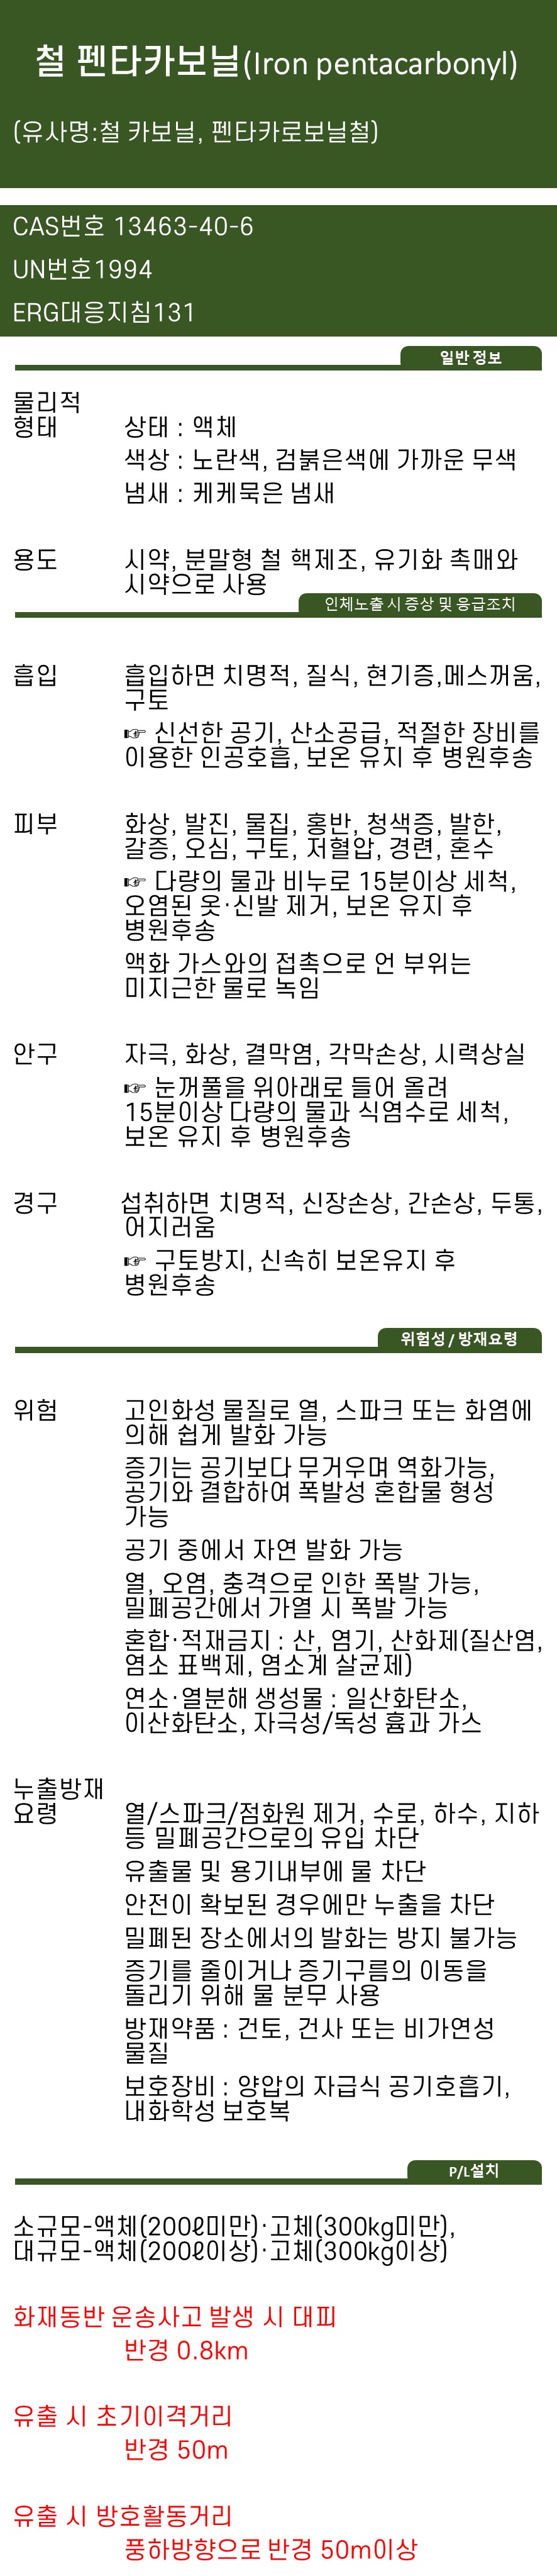 철 펜타카보닐(Iron pentacarbonyl)
(유사명:철 카보닐, 펜타카로보닐철)
CAS번호 13463-40-6
UN번호1994
ERG대응지침131
일반 정보
물리적
형태 상태 : 액체
색상 : 노란색, 검붉은색에 가까운 무색
냄새 : 케케묵은 냄새
용도 시약, 분말형 철 핵제조, 유기화 촉매와
시약으로 사용
인체노출 시 증상 및 응급조치
흡입 흡입하면 치명적, 질식, 현기증,메스꺼움,
구토
☞ 신선한 공기, 산소공급, 적절한 장비를
이용한 인공호흡, 보온 유지 후 병원후송
피부 화상, 발진, 물집, 홍반, 청색증, 발한,
갈증, 오심, 구토, 저혈압, 경련, 혼수
☞ 다량의 물과 비누로 15분이상 세척,
오염된 옷·신발 제거, 보온 유지 후
병원후송
액화 가스와의 접촉으로 언 부위는
미지근한 물로 녹임
안구 자극, 화상, 결막염, 각막손상, 시력상실
☞ 눈꺼풀을 위아래로 들어 올려
15분이상 다량의 물과 식염수로 세척,
보온 유지 후 병원후송
경구 섭취하면 치명적, 신장손상, 간손상, 두통,
어지러움
☞ 구토방지, 신속히 보온유지 후
병원후송
위험성 / 방재요령
위험 고인화성 물질로 열, 스파크 또는 화염에
의해 쉽게 발화 가능
증기는 공기보다 무거우며 역화가능,
공기와 결합하여 폭발성 혼합물 형성
가능
공기 중에서 자연 발화 가능
열, 오염, 충격으로 인한 폭발 가능,
밀폐공간에서 가열 시 폭발 가능
혼합·적재금지 : 산, 염기, 산화제(질산염,
염소 표백제, 염소계 살균제)
연소·열분해 생성물 : 일산화탄소,
이산화탄소, 자극성/독성 흄과 가스
누출방재
요령 열/스파크/점화원 제거, 수로, 하수, 지하
등 밀폐공간으로의 유입 차단
유출물 및 용기내부에 물 차단
안전이 확보된 경우에만 누출을 차단
밀폐된 장소에서의 발화는 방지 불가능
증기를 줄이거나 증기구름의 이동을
돌리기 위해 물 분무 사용
방재약품 : 건토, 건사 또는 비가연성
물질
보호장비 : 양압의 자급식 공기호흡기,
내화학성 보호복
P/L설치
소규모-액체(200ℓ미만)·고체(300kg미만),
대규모-액체(200ℓ이상)·고체(300kg이상)
화재동반 운송사고 발생 시 대피
반경 0.8km
유출 시 초기이격거리
반경 50m
유출 시 방호활동거리
풍하방향으로 반경 50m이상